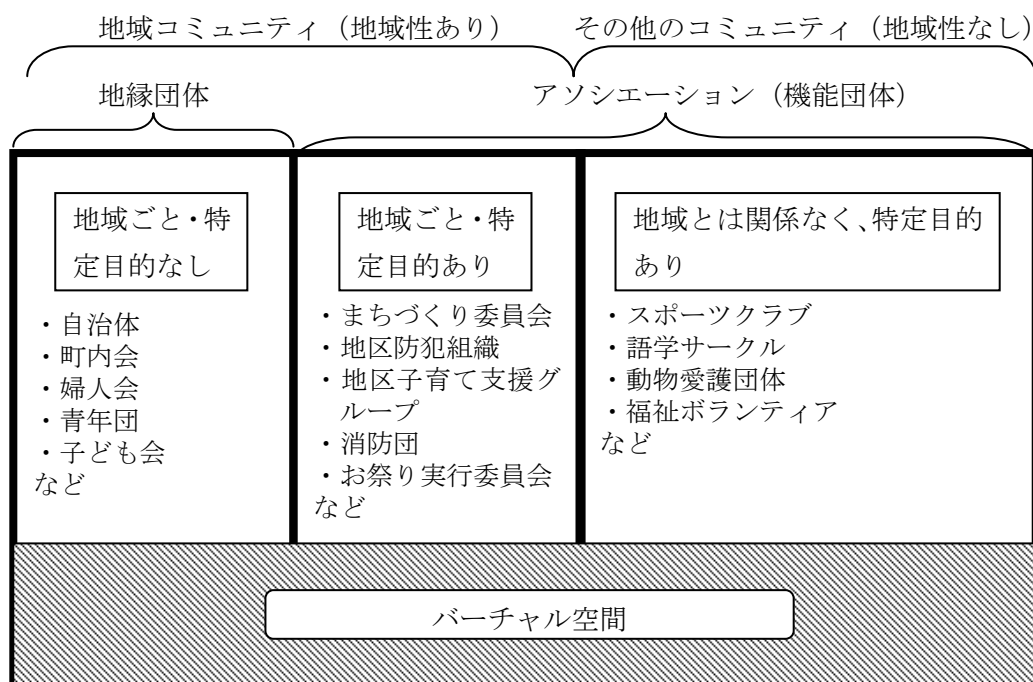 地域コミュニティ（地域性あり）
その他のコミュニティ（地域性なし）
地縁団体
アソシエーション（機能団体）
地域ごと・特
定目的なし
・自治体
・町内会
・婦人会
・青年団
・子ども会
など
地域ごと・特
定目的あり
・まちづくり委員会
・地区防犯組織
・地区子育て支援グ
ループ
・消防団
・お祭り実行委員会
など
地域とは関係なく、特定目的
あり
・スポーツクラブ
・語学サークル
・動物愛護団体
・福祉ボランティア
など
バーチャル空間